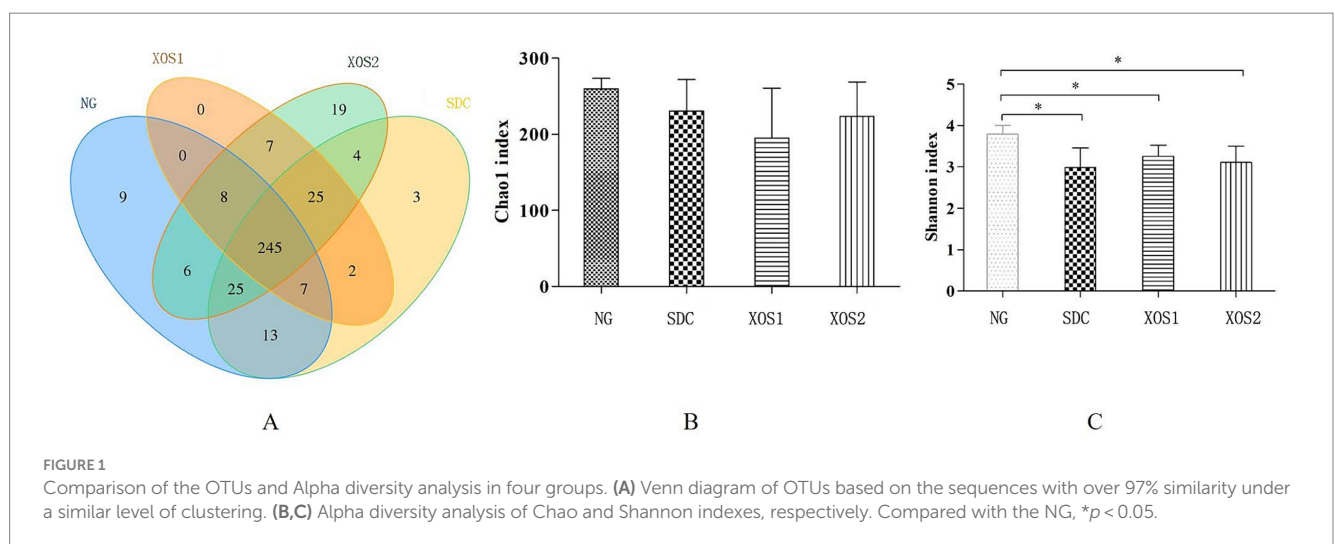 XOS1
XOS2
NG
SDC
0
19
0
7
4
9
8
25
3
245
6
25
7
2
13
A
300
200
100
0
Chao1 index
NG
SDC
XOS1
XOS2
B
*
*
*
5
4
3
2
1
0
Shannon index
NG
SDC
XOS1
XOS2
C
FIGURE 1
Comparison of the OTUs and Alpha diversity analysis in four groups. (A) Venn diagram of OTUs based on the sequences with over 97% similarity under
a similar level of clustering. (B,C) Alpha diversity analysis of Chao and Shannon indexes, respectively. Compared with the NG, *p < 0.05.